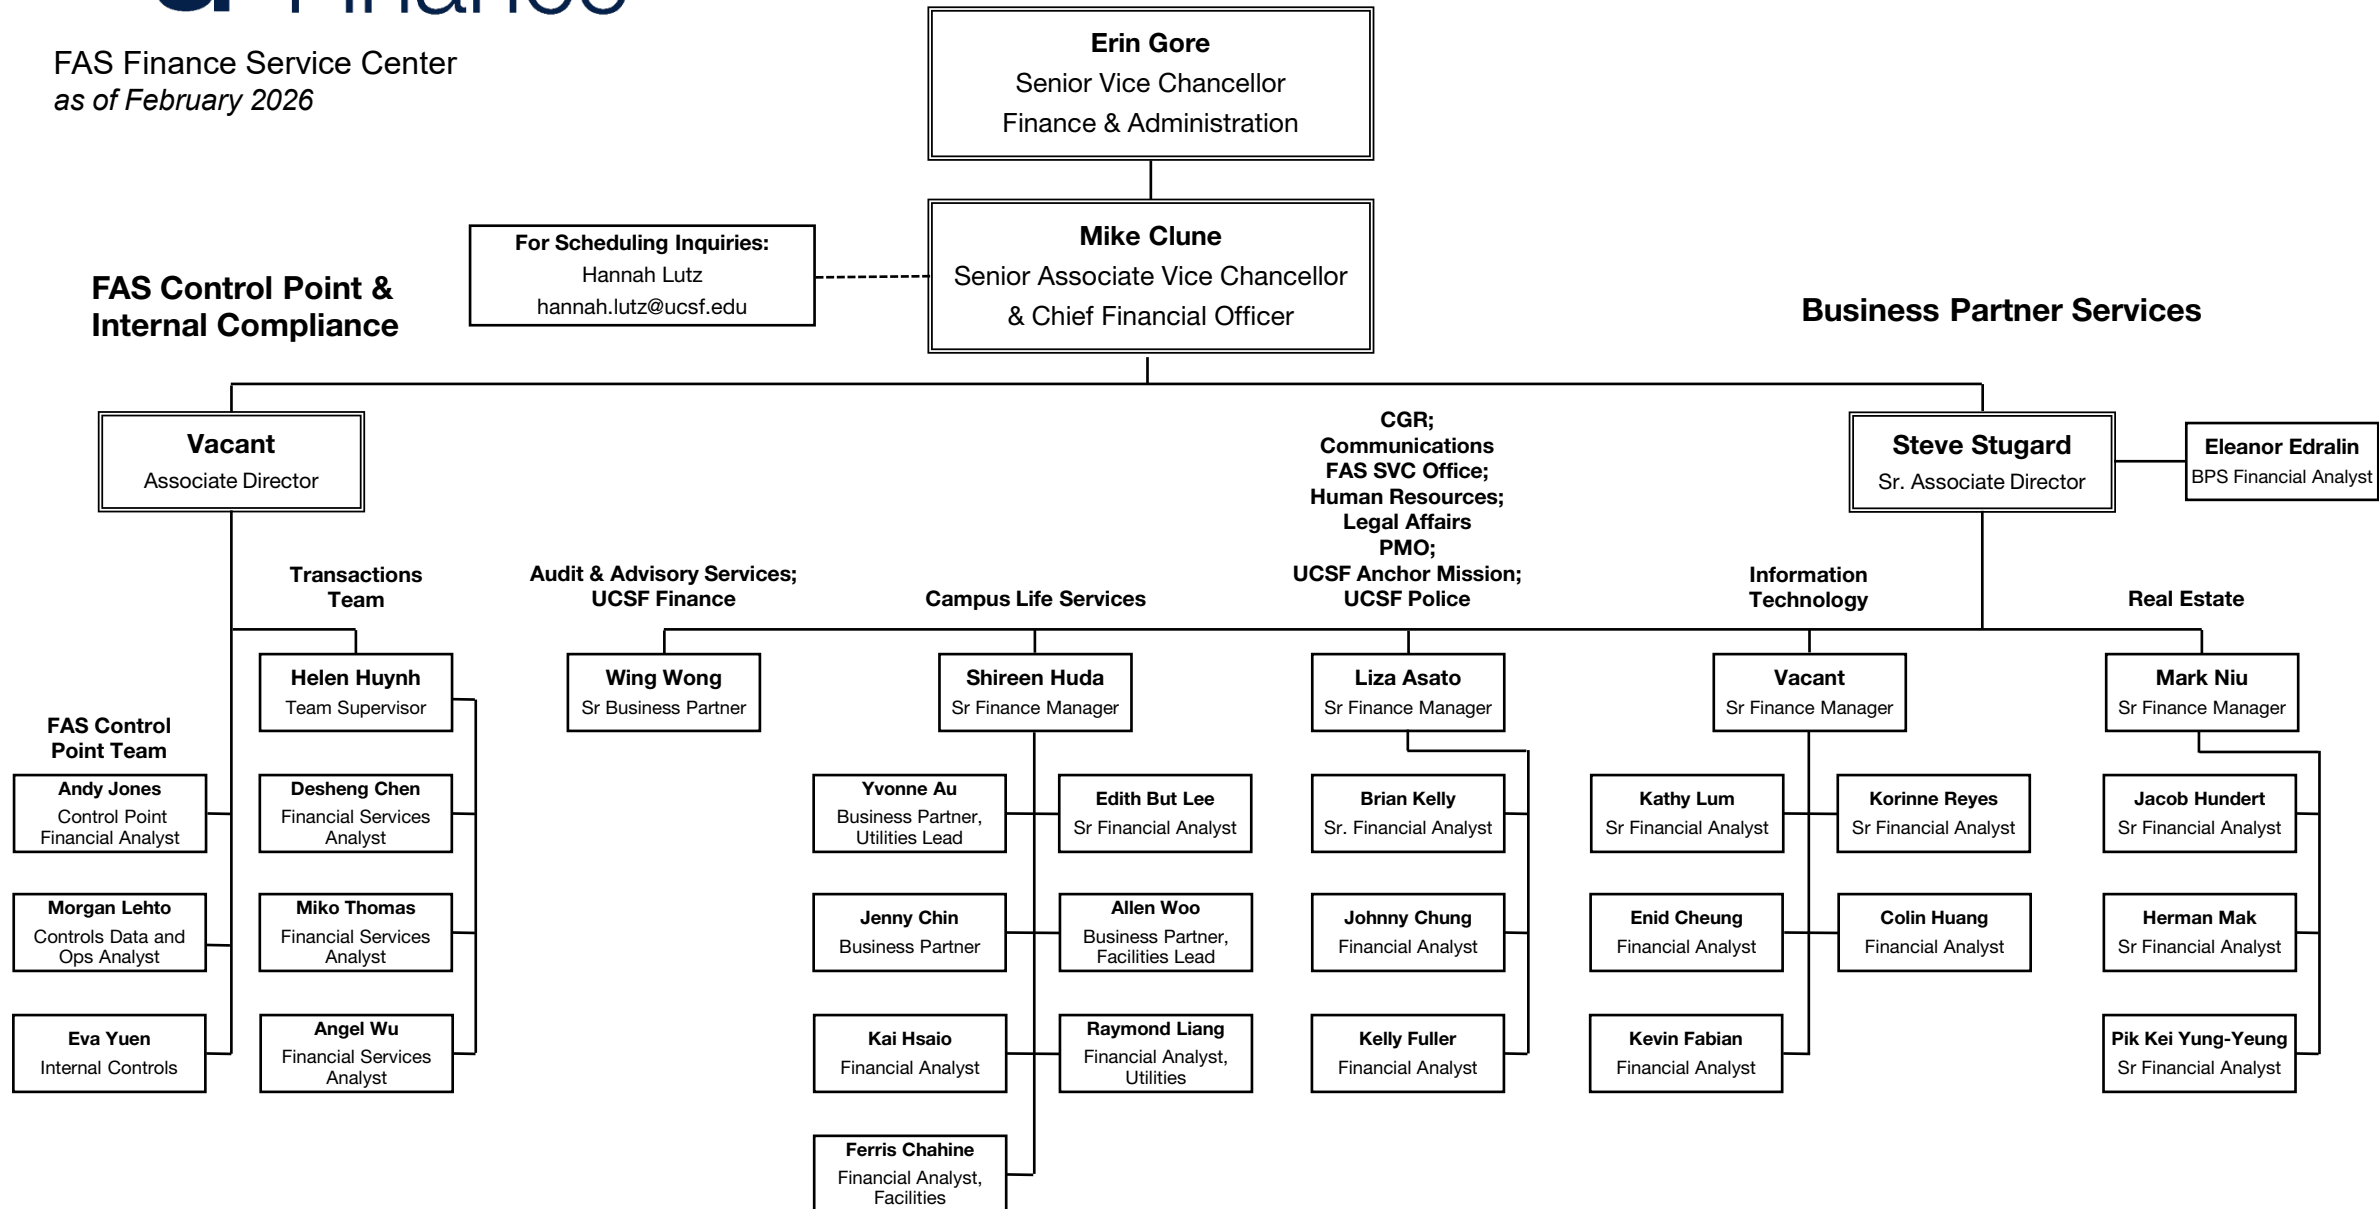 Finance
FAS Finance Service Center
as of February 2026
Erin Gore
Senior Vice Chancellor
Finance & Administration
For Scheduling Inquiries:
Hannah Lutz
hannah.lutz@ucsf.edu
Mike Clune
Senior Associate Vice Chancellor
& Chief Financial Officer
FAS Control Point &
Internal Compliance
Business Partner Services
Vacant
Associate Director
Steve Stugard
Sr. Associate Director
Eleanor Edralin
BPS Financial Analyst
Transactions
Team
Audit & Advisory Services;
UCSF Finance
Campus Life Services
CGR;
Communications
FAS SVC Office;
Human Resources;
Legal Affairs
PMO;
UCSF Anchor Mission;
UCSF Police
Information
Technology
Real Estate
Helen Huynh
Team Supervisor
Wing Wong
Sr Business Partner
Shireen Huda
Sr Finance Manager
Liza Asato
Sr Finance Manager
Vacant
Sr Finance Manager
Mark Niu
Sr Finance Manager
FAS Control
Point Team
Andy Jones
Control Point
Financial Analyst
Desheng Chen
Financial Services
Analyst
Yvonne Au
Business Partner,
Utilities Lead
Edith But Lee
Sr Financial Analyst
Brian Kelly
Sr. Financial Analyst
Kathy Lum
Sr Financial Analyst
Korinne Reyes
Sr Financial Analyst
Jacob Hundert
Sr Financial Analyst
Morgan Lehto
Controls Data and
Ops Analyst
Miko Thomas
Financial Services
Analyst
Jenny Chin
Business Partner
Allen Woo
Business Partner,
Facilities Lead
Johnny Chung
Financial Analyst
Enid Cheung
Financial Analyst
Colin Huang
Financial Analyst
Herman Mak
Sr Financial Analyst
Eva Yuen
Internal Controls
Angel Wu
Financial Services
Analyst
Kai Hsaio
Financial Analyst
Raymond Liang
Financial Analyst,
Utilities
Kelly Fuller
Financial Analyst
Kevin Fabian
Financial Analyst
Pik Kei Yung-Yeung
Sr Financial Analyst
Ferris Chahine
Financial Analyst,
Facilities